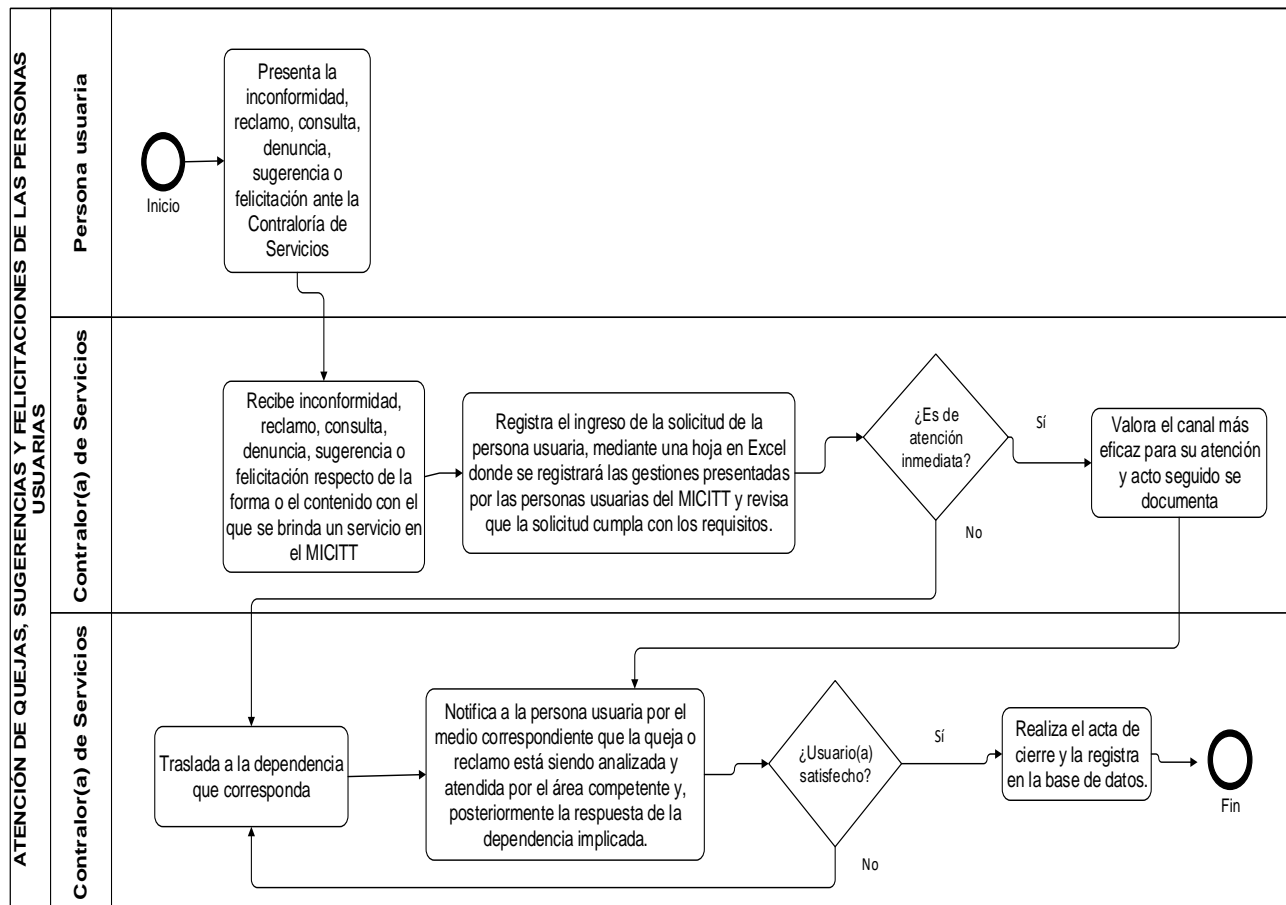 ATENCIÓN DE QUEJAS, SUGERENCIAS Y FELICITACIONES DE LAS PERSONAS
USUARIAS
Persona usuaria
Inicio
Presenta la
inconformidad,
reclamo, consulta,
denuncia,
sugerencia o
felicitación ante la
Contraloría de
Servicios
Contralor(a) de Servicios
Recibe inconformidad,
reclamo, consulta,
denuncia, sugerencia o
felicitación respecto de la
forma o el contenido con el
que se brinda un servicio en
el MICITT
Registra el ingreso de la solicitud de la
persona usuaria, mediante una hoja en Excel
donde se registrará las gestiones presentadas
por las personas usuarias del MICITT y revisa
que la solicitud cumpla con los requisitos.
¿Es de
atención
inmediata?
Sí
No
Valora el canal más
eficaz para su atención
y acto seguido se
documenta
Contralor(a) de Servicios
Traslada a la dependencia
que corresponda
Notifica a la persona usuaria por el
medio correspondiente que la queja o
reclamo está siendo analizada y
atendida por el área competente y,
posteriormente la respuesta de la
dependencia implicada.
¿Usuario(a)
satisfecho?
Sí
No
Realiza el acta de
cierre y la registra
en la base de datos.
Fin